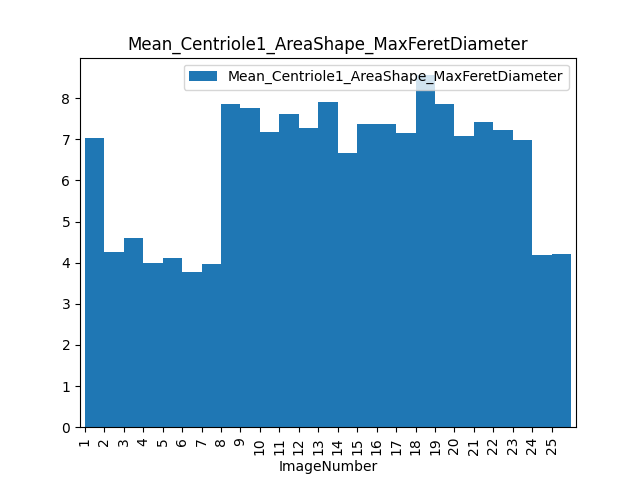 Mean_Centriole1_AreaShape_MaxFeretDiameter
Mean_Centriole1_AreaShape_MaxFeretDiameter
8
7
6
5
4
3
2
1
0
1 2 3 4 5 6 7 8 9 10 11 12 13 14 15 16 17 18 19 20 21 22 23 24 25
ImageNumber